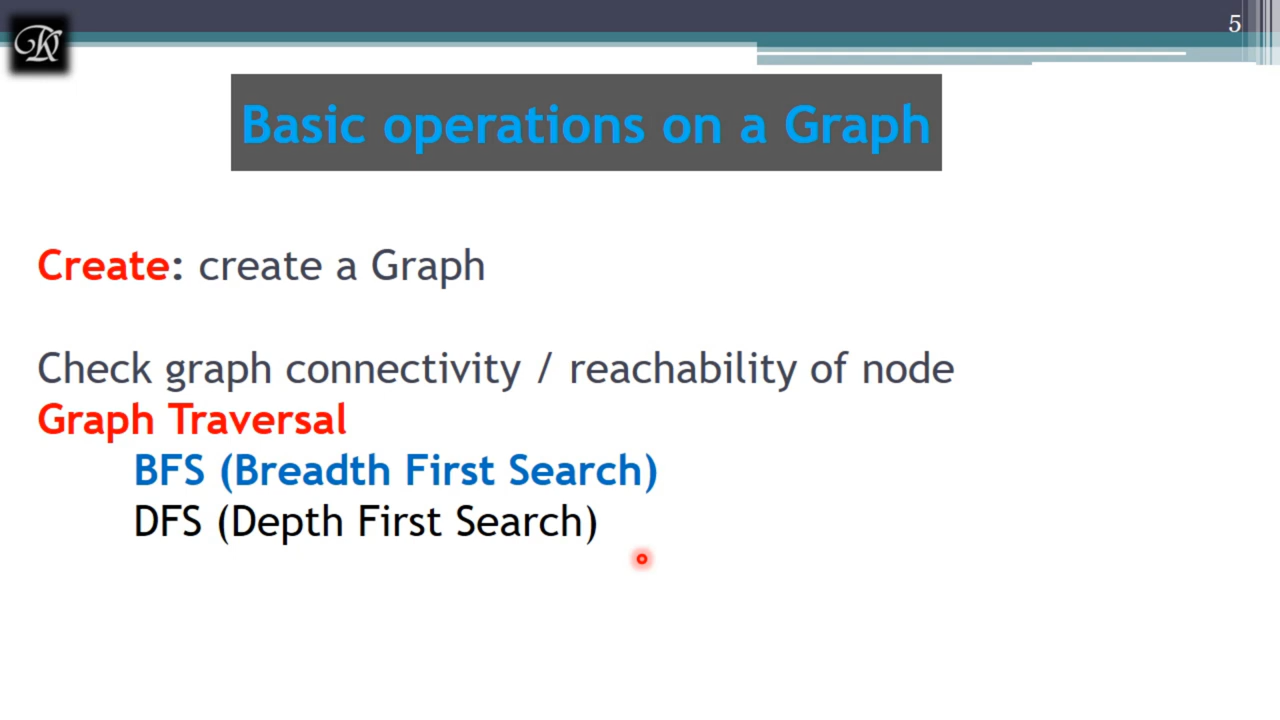 5
Basic operations on a Graph
Create: create a Graph
Check graph connectivity / reachability of node
Graph Traversal
BFS (Breadth First Search)
DFS (Depth First Search)